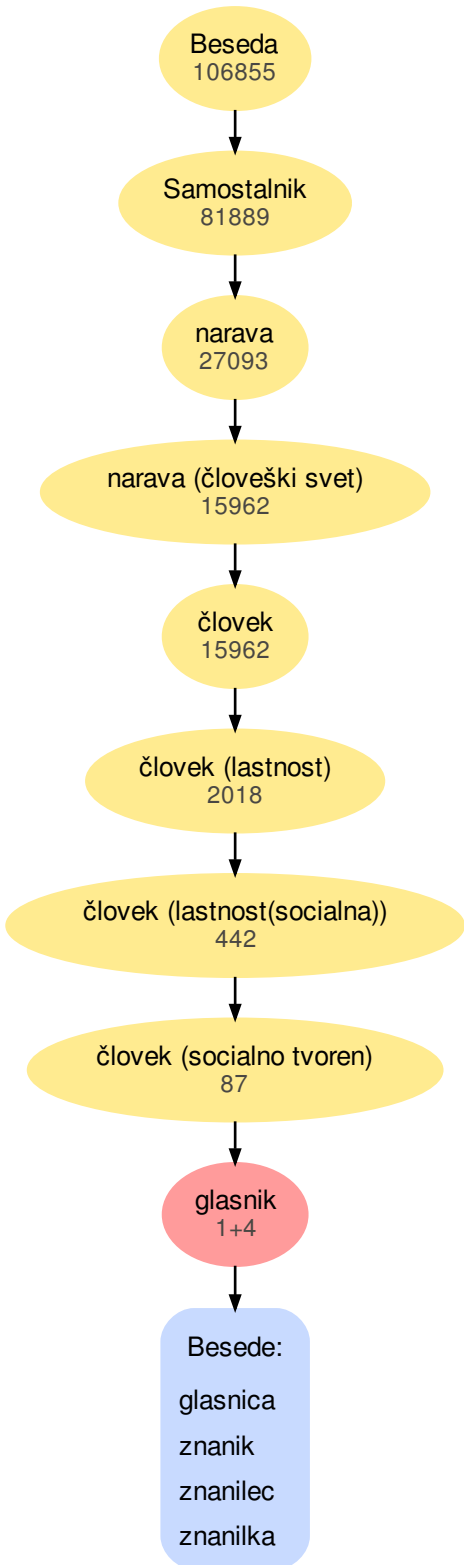 Beseda
106855
Samostalnik
81889
narava
27093
narava (človeški svet)
15962
človek
15962
človek (lastnost)
2018
človek (lastnost(socialna))
442
človek (socialno tvoren)
87
glasnik
1+4
Besede:
glasnica
znanik
znanilec
znanilka